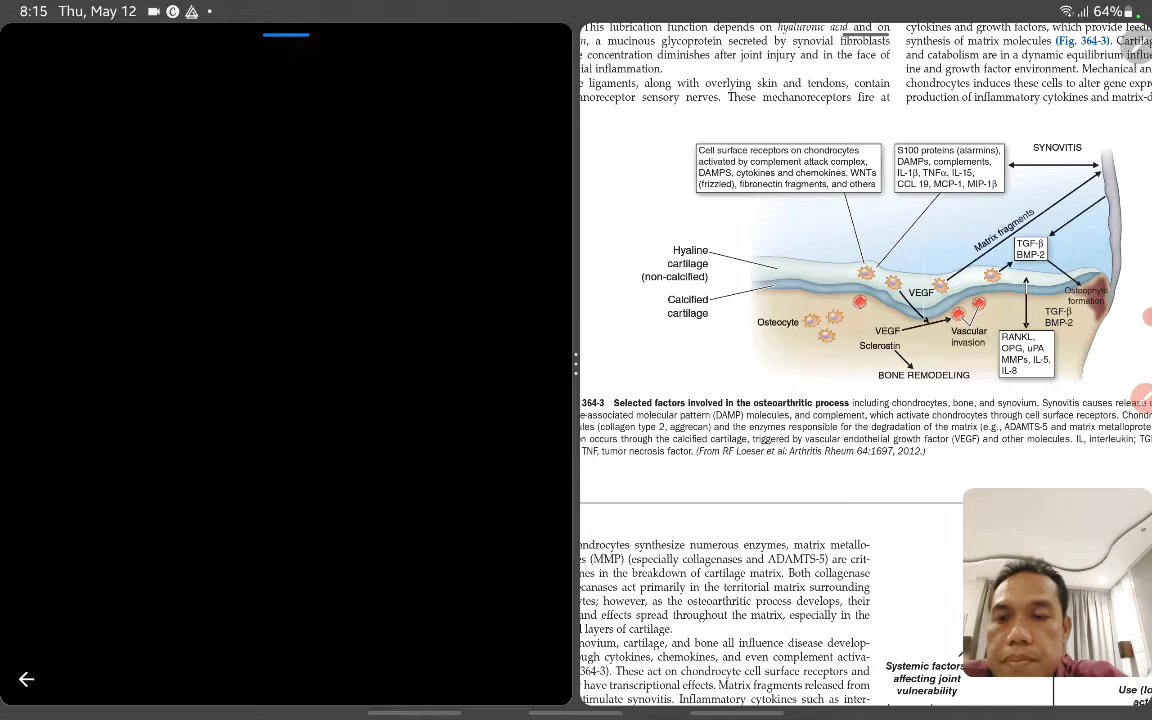 8:15 Thu, May 12
64%
This lubrication function depends on hyaluronic acid and on
n, a mucinous glycoprotein secreted by synovial fibroblasts
e concentration diminishes after joint injury and in the face of
ial inflammation.
e ligaments, along with overlying skin and tendons, contain
noreceptor sensory nerves. These mechanoreceptors fire at
cytokines and growth factors, which provide feed
synthesis of matrix molecules (Fig. 364-3). Cartila
and catabolism are in a dynamic equilibrium influe
ine and growth factor environment. Mechanical an
chondrocytes induces these cells to alter gene expre
production of inflammatory cytokines and matrix-d
Cell surface receptors on chondrocytes
activated by complement attack complex,
DAMPS, cytokines and chemokines, WNTs
(frizzled), fibronectin fragments, and others
S100 proteins (alarmins),
DAMPs, complements,
IL-1β, TNFα, IL-15,
CCL 19, MCP-1, MIP-1β
SYNOVITIS
Matrix fragments
TGF-β
BMP-2
Hyaline
cartilage
(non-calcified)
Calcified
cartilage
VEGF
Osteophyte
formation
TGF-β
BMP-2
Osteocyte
VEGF
Sclerostin
Vascular
invasion
RANKL,
OPG, uPA
MMPs, IL-5,
IL-8
BONE REMODELING
364-3 Selected factors involved in the osteoarthritic process including chondrocytes, bone, and synovium. Synovitis causes release
e-associated molecular pattern (DAMP) molecules, and complement, which activate chondrocytes through cell surface receptors. Chond
ules (collagen type 2, aggrecan) and the enzymes responsible for the degradation of the matrix (e.g., ADAMTS-5 and matrix metalloprote
n occurs through the calcified cartilage, triggered by vascular endothelial growth factor (VEGF) and other molecules. IL, interleukin; TG
TNF, tumor necrosis factor. (From RF Loeser et al: Arthritis Rheum 64:1697, 2012.)
ondrocytes synthesize numerous enzymes, matrix metallo-
es (MMP) (especially collagenases and ADAMTS-5) are crit-
mes in the breakdown of cartilage matrix. Both collagenase
ecanases act primarily in the territorial matrix surrounding
ytes; however, as the osteoarthritic process develops, their
and effects spread throughout the matrix, especially in the
l layers of cartilage.
novium, cartilage, and bone all influence disease develop-
ugh cytokines, chemokines, and even complement activa-
364-3). These act on chondrocyte cell surface receptors and
have transcriptional effects. Matrix fragments released from
timulate synovitis. Inflammatory cytokines such as inter-
Systemic factors
affecting joint
vulnerability
Use (lo
act